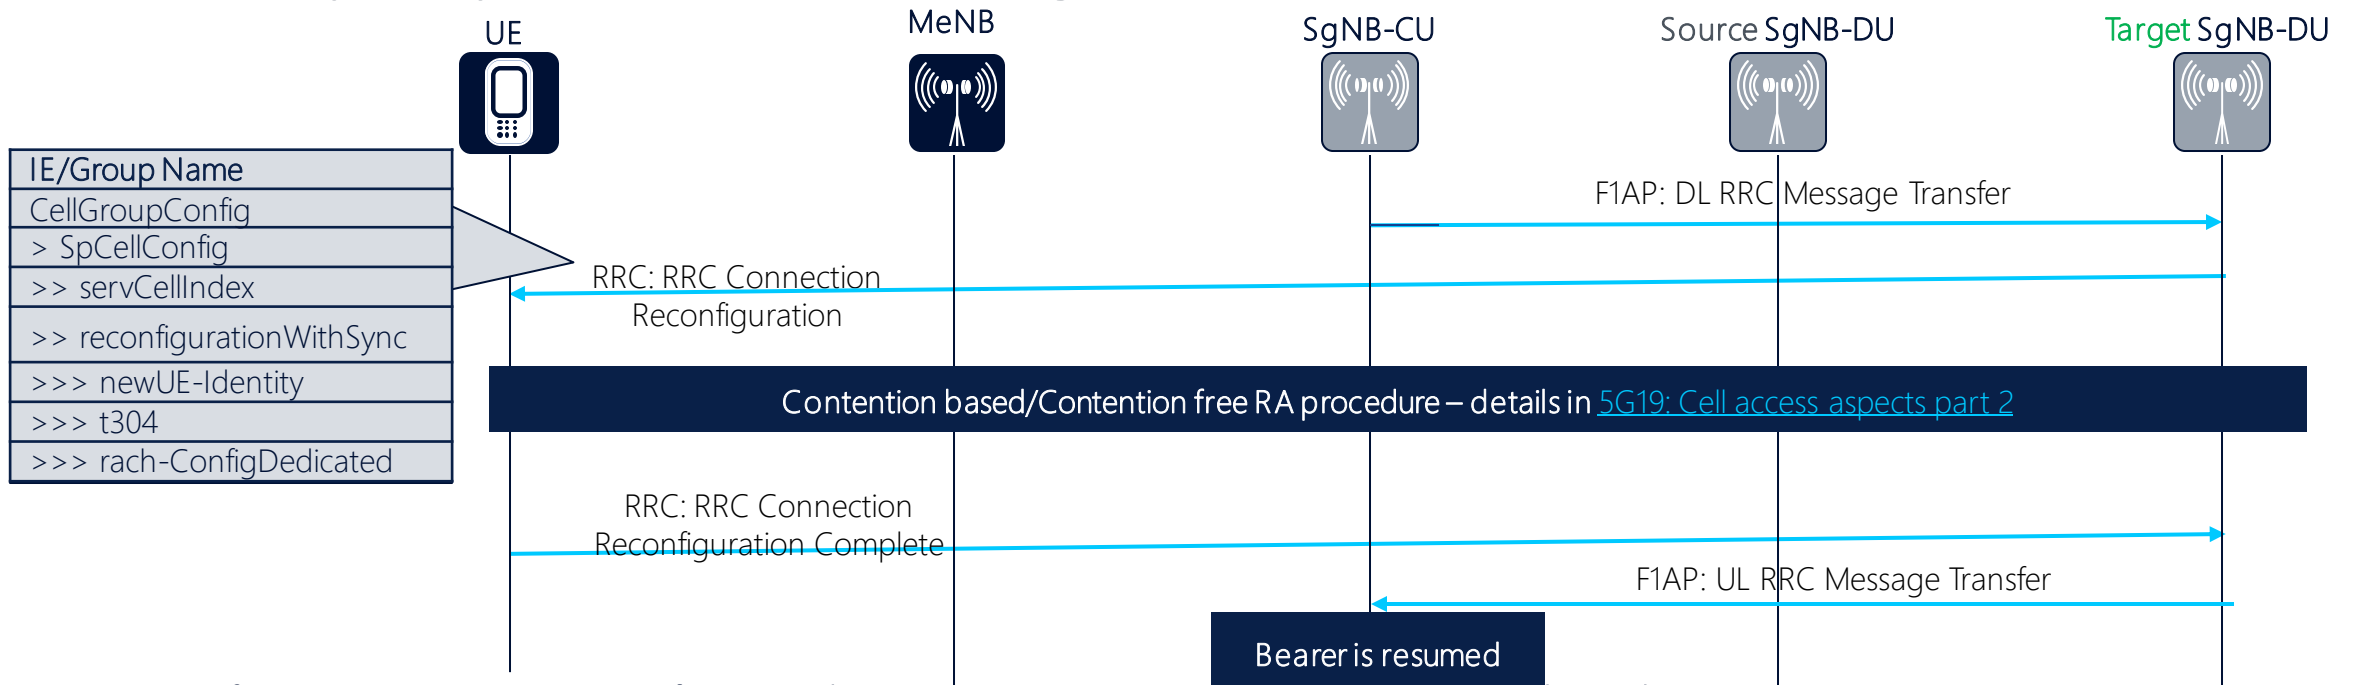 UE
MeNB
SgNB-CU
Source SgNB-DU
Target SgNB-DU
IE/Group Name
CellGroupConfig
> SpCellConfig
>> servCellIndex
>> reconfigurationWithSync
>>> newUE-Identity
>>> t304
>>> rach-ConfigDedicated
F1AP: DL RRC Message Transfer
RRC: RRC Connection
Reconfiguration
Contention based/Contention free RA procedure – details in 5G19: Cell access aspects part 2
RRC: RRC Connection
Reconfiguration Complete
F1AP: UL RRC Message Transfer
Bearer is resumed